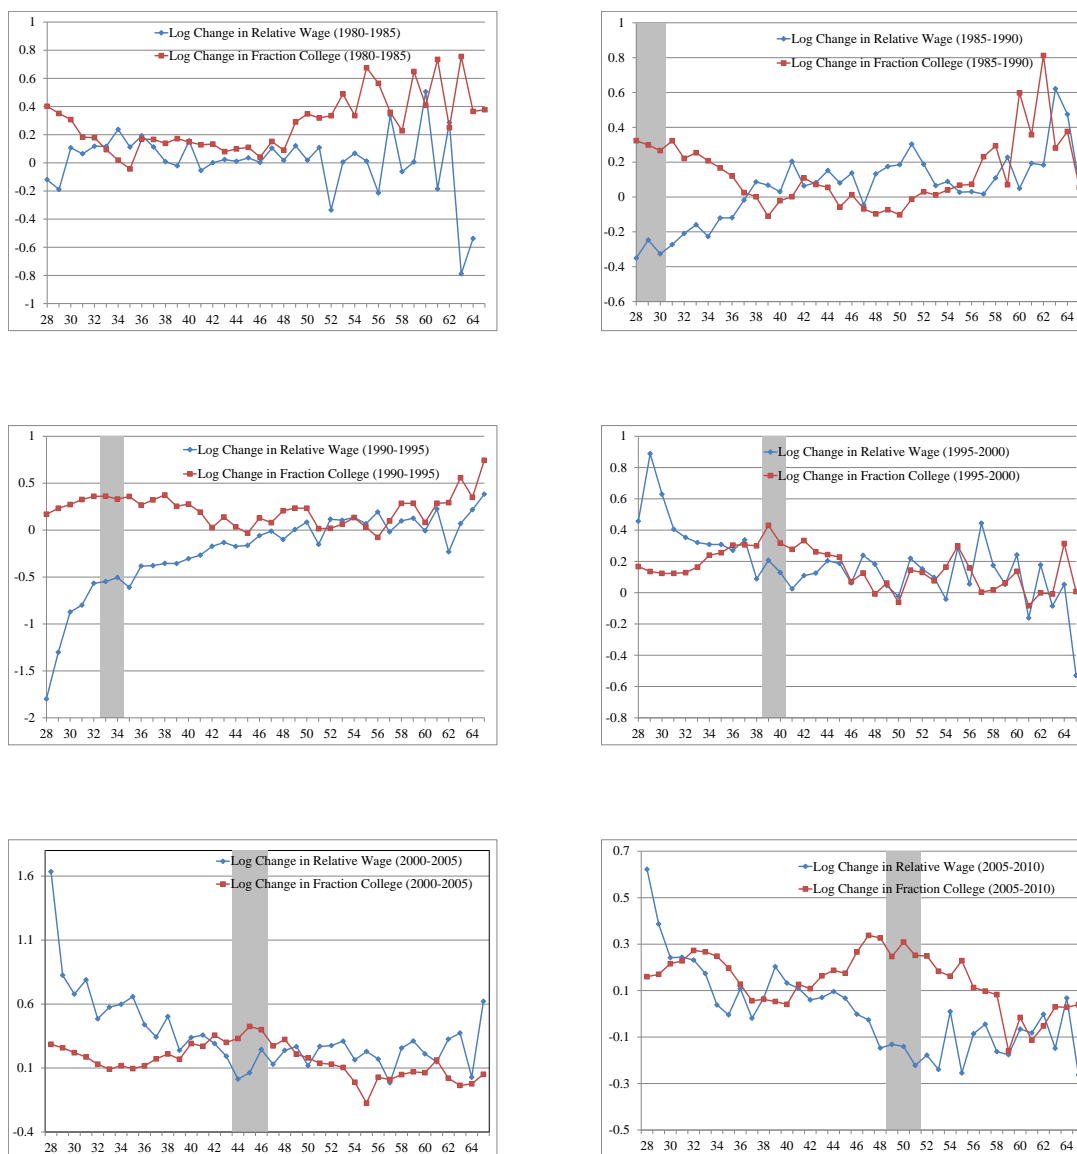 Log Change in Relative Wage (1980-1985)
Log Change in Fraction College (1980-1985)
1
0.8
0.6
0.4
0.2
0
-0.2
-0.4
-0.6
-0.8
-1
28 30 32 34 36 38 40 42 44 46 48 50 52 54 56 58 60 62 64
Log Change in Relative Wage (1985-1990)
Log Change in Fraction College (1985-1990)
1
0.8
0.6
0.4
0.2
0
-0.2
-0.4
-0.6
28 30 32 34 36 38 40 42 44 46 48 50 52 54 56 58 60 62 64
Log Change in Relative Wage (1990-1995)
Log Change in Fraction College (1990-1995)
1
0.5
0
-0.5
-1
-1.5
-2
28 30 32 34 36 38 40 42 44 46 48 50 52 54 56 58 60 62 64
Log Change in Relative Wage (1995-2000)
Log Change in Fraction College (1995-2000)
1
0.8
0.6
0.4
0.2
0
-0.2
-0.4
-0.6
-0.8
28 30 32 34 36 38 40 42 44 46 48 50 52 54 56 58 60 62 64
Log Change in Relative Wage (2000-2005)
Log Change in Fraction College (2000-2005)
1.6
1.1
0.6
0.1
-0.4
28 30 32 34 36 38 40 42 44 46 48 50 52 54 56 58 60 62 64
Log Change in Relative Wage (2005-2010)
Log Change in Fraction College (2005-2010)
0.7
0.5
0.3
0.1
-0.1
-0.3
-0.5
28 30 32 34 36 38 40 42 44 46 48 50 52 54 56 58 60 62 64